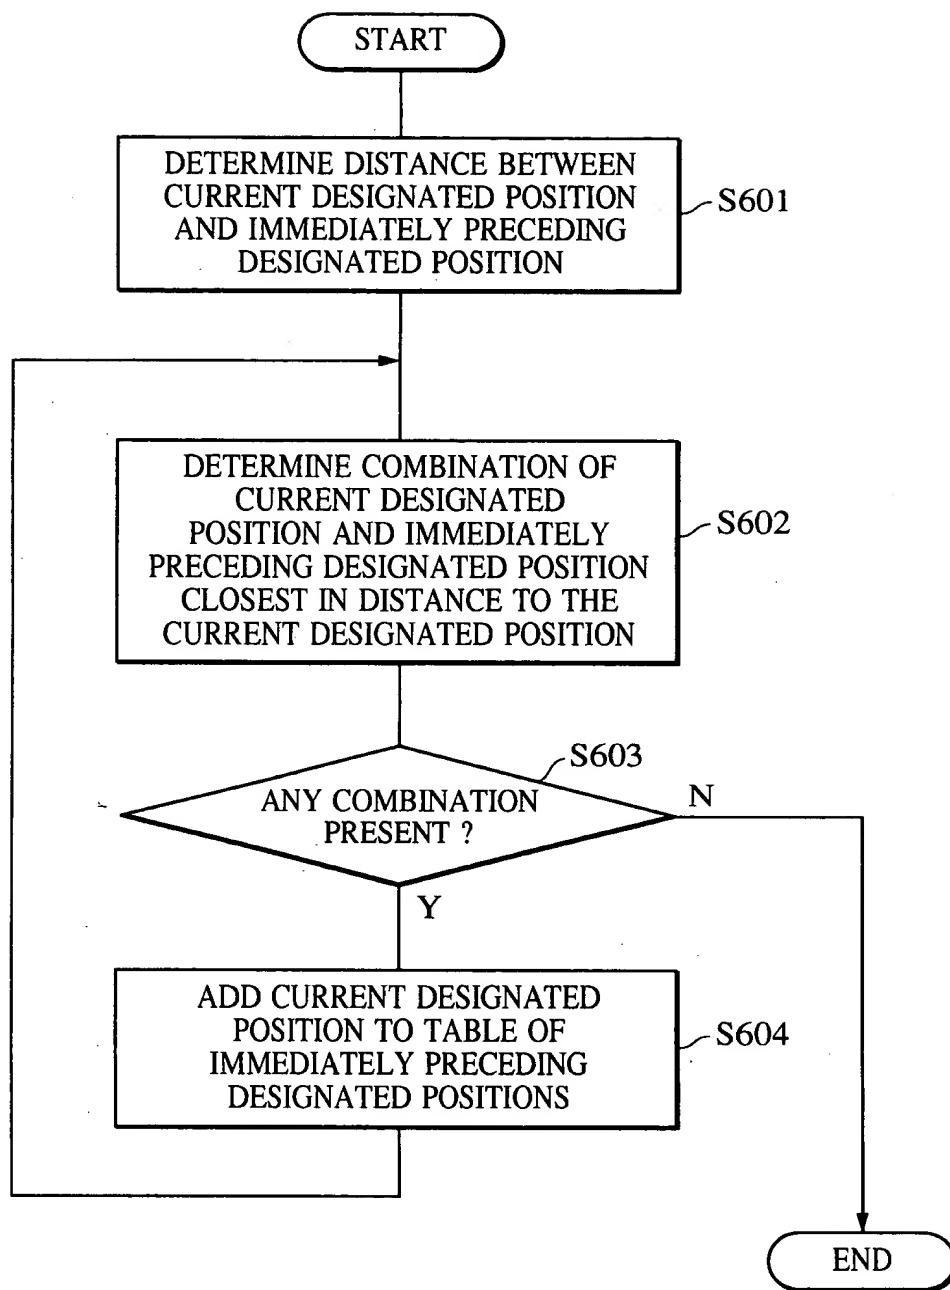 START
DETERMINE DISTANCE BETWEEN
CURRENT DESIGNATED POSITION
AND IMMEDIATELY PRECEDING
DESIGNATED POSITION
S601
DETERMINE COMBINATION OF
CURRENT DESIGNATED
POSITION AND IMMEDIATELY
PRECEDING DESIGNATED POSITION
CLOSEST IN DISTANCE TO THE
CURRENT DESIGNATED POSITION
S602
S603
ANY COMBINATION
PRESENT ?
N
Y
ADD CURRENT DESIGNATED
POSITION TO TABLE OF
IMMEDIATELY PRECEDING
DESIGNATED POSITIONS
S604
END